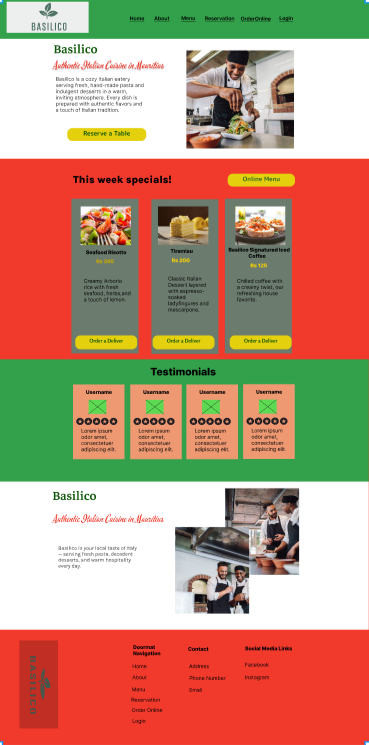 BASILICO
Home About Menu Reservation OrderOnline Login
Basilico
Authentic Italian Cuisine in Mauritius
Basilico is a cozy Italian eatery
serving fresh, hand-made pasta and
indulgent desserts in a warm,
inviting atmosphere. Every dish is
prepared with authentic flavors and
a touch of Italian tradition.
Reserve a Table
This week specials!
Online Menu
Seafood Risotto
Rs 390
Creamy Arborio
rice with fresh
seafood, herbs,and
a touch of lemon.
Order a Deliver
Tiramisu
Rs 200
Classic Italian
Dessert layered
with espresso-
soaked
ladyfingures and
mascarpone.
Order a Deliver
Basilico Signatured Iced
Coffee
Rs 125
Chilled coffee with
a creamy twist, our
refreshing house
favorite.
Order a Deliver
Testimonials
Username
Lorem ipsum
odor amet,
consectetuer
adipiscing elit.
Username
Lorem ipsum
odor amet,
consectetuer
adipiscing elit.
Username
Lorem ipsum
odor amet,
consectetuer
adipiscing elit.
Username
Lorem ipsum
odor amet,
consectetuer
adipiscing elit.
Basilico
Authentic Italian Cuisine in Mauritius
Basilico is your local taste of Italy
— serving fresh pasta, decadent
desserts, and warm hospitality
every day.
BASILICO
Doormat
Navigation
Home
About
Menu
Reservation
Order Online
Login
Contact
Address
Phone Number
Email
Social Media Links
Facebook
Instagram